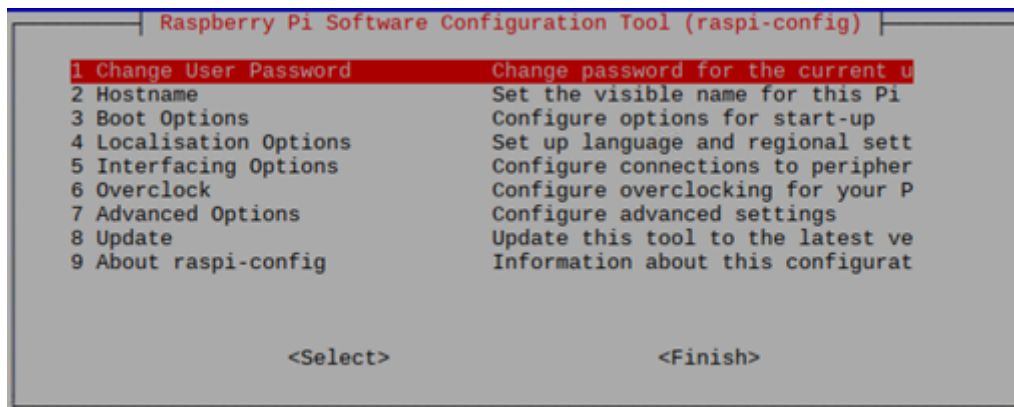 Raspberry Pi Software Configuration Tool (raspi-config)
1 Change User Password Change password for the current u
2 Hostname Set the visible name for this Pi
3 Boot Options Configure options for start-up
4 Localisation Options Set up language and regional sett
5 Interfacing Options Configure connections to peripher
6 Overclock Configure overclocking for your P
7 Advanced Options Configure advanced settings
8 Update Update this tool to the latest ve
9 About raspi-config Information about this configurat
<Select> <Finish>